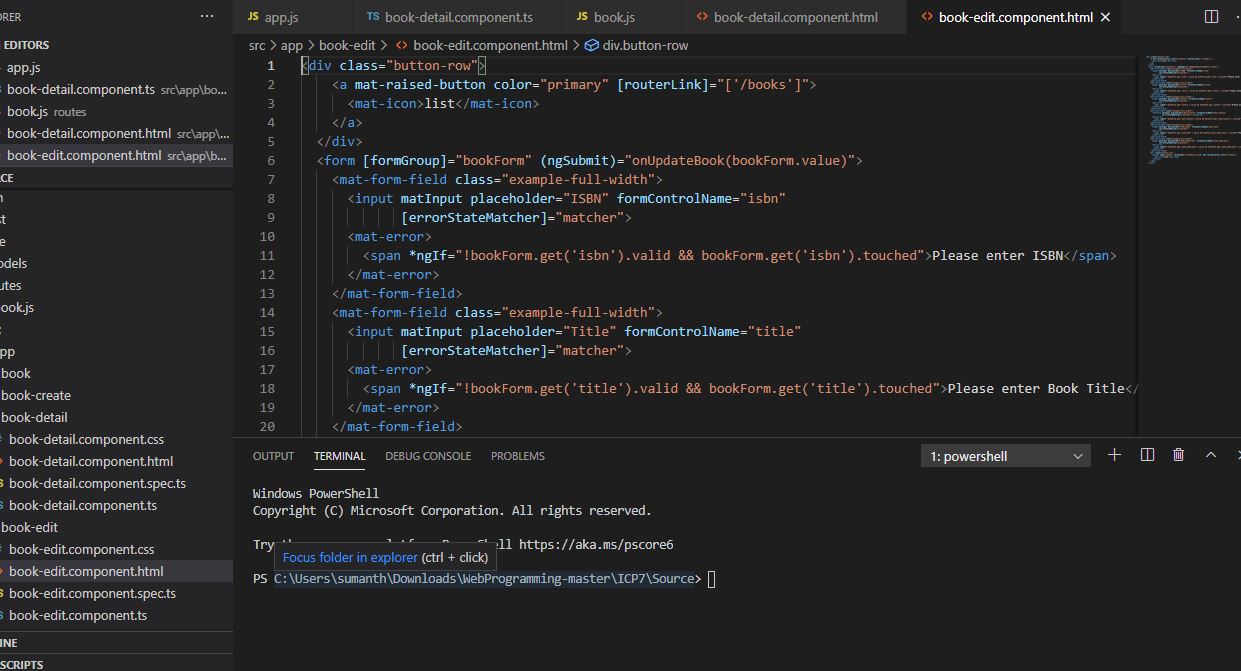 ORER ...
JS app.js TS book-detail.component.ts JS book.js <> book-detail.component.html <> book-edit.component.html ×
EDITORS
app.js
book-detail.component.ts src\app\bo...
book.js routes
book-detail.component.html src\app\...
book-edit.component.html src\app\b...
CE
st
e
odels
utes
ook.js
pp
book
book-create
book-detail
book-detail.component.css
book-detail.component.html
book-detail.component.spec.ts
book-detail.component.ts
book-edit
book-edit.component.css
book-edit.component.html
book-edit.component.spec.ts
book-edit.component.ts
INE
SCRIPTS
src > app > book-edit > <> book-edit.component.html > div.button-row
1 <div class="button-row">
2 <a mat-raised-button color="primary" [routerLink]="['/books']">
3 <mat-icon>list</mat-icon>
4 </a>
5 </div>
6 <form [formGroup]="bookForm" (ngSubmit)="onUpdateBook(bookForm.value)">
7 <mat-form-field class="example-full-width">
8 <input matInput placeholder="ISBN" formControlName="isbn"
9 [errorStateMatcher]="matcher">
10 <mat-error>
11 <span *ngIf="!bookForm.get('isbn').valid && bookForm.get('isbn').touched">Please enter ISBN</span>
12 </mat-error>
13 </mat-form-field>
14 <mat-form-field class="example-full-width">
15 <input matInput placeholder="Title" formControlName="title"
16 [errorStateMatcher]="matcher">
17 <mat-error>
18 <span *ngIf="!bookForm.get('title').valid && bookForm.get('title').touched">Please enter Book Title</
19 </mat-error>
20 </mat-form-field>
OUTPUT TERMINAL DEBUG CONSOLE PROBLEMS 1: powershell
Windows PowerShell
Copyright (C) Microsoft Corporation. All rights reserved.
Try https://aka.ms/pscore6
Focus folder in explorer (ctrl + click)
PS C:\Users\sumanth\Downloads\WebProgramming-master\ICP7\Source>